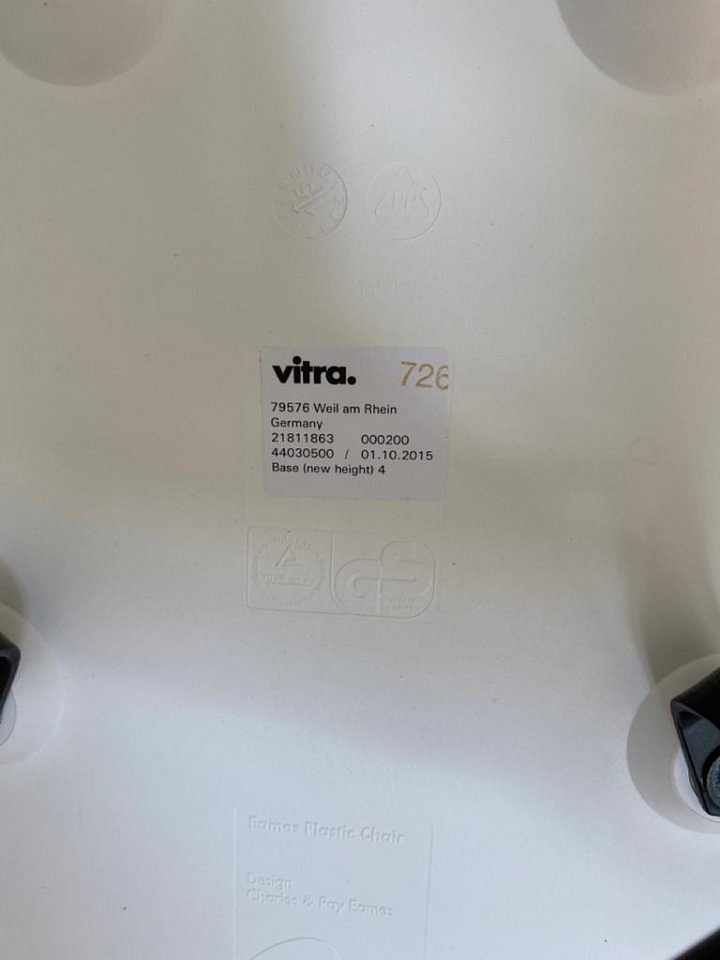 vitra. 726
79576 Weil am Rhein
Germany
21811863 000200
44030500 / 01.10.2015
Base (new height) 4
GS
Eames Plastic Chair
Design
Charles & Ray Eames